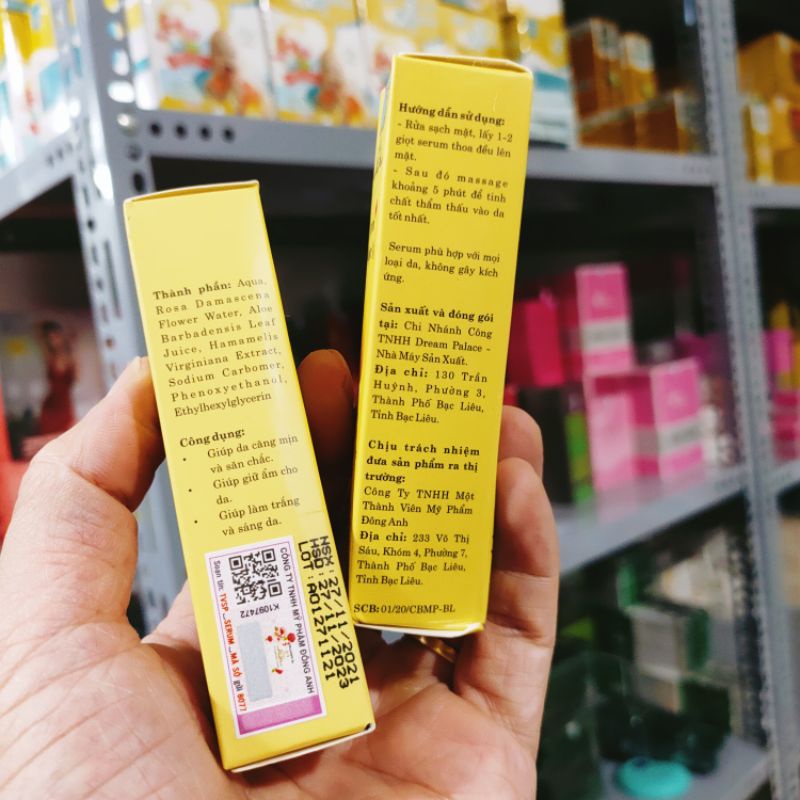 Thành phần: Aqua,
Rosa Damascena
Flower Water, Aloe
Barbadensis Leaf
Juice, Hamamelis
Virginiana Extract,
Sodium Carbomer,
Phenoxyethanol,
Ethylhexylglycerin
Công dụng:
• Giúp da căng mịn
và săn chắc.
• Giúp giữ ẩm cho
da.
• Giúp làm trắng
và sáng da.
CÔNG TY TNHH MỸ PHẨM ĐÔNG ANH
K1097472
Soạn tin: TVSP_SERUM_MÃ SỐ gửi 8077
NSX: 27/11/2021
HSD: 27/11/2023
LOT: A01271121
Hướng dẫn sử dụng:
- Rửa sạch mặt, lấy 1-2
giọt serum thoa đều lên
mặt.
- Sau đó massage
khoảng 5 phút để tinh
chất thẩm thấu vào da
tốt nhất.
Serum phù hợp với mọi
loại da, không gây kích
ứng.
Sản xuất và đóng gói
tại: Chi Nhánh Công
TNHH Dream Palace -
Nhà Máy Sản Xuất.
Địa chỉ: 130 Trần
Huỳnh, Phường 3,
Thành Phố Bạc Liêu,
Tỉnh Bạc Liêu.
Chịu trách nhiệm
đưa sản phẩm ra thị
trường:
Công Ty TNHH Một
Thành Viên Mỹ Phẩm
Đông Anh
Địa chỉ: 233 Võ Thị
Sáu, Khóm 4, Phường 7,
Thành Phố Bạc Liêu,
Tỉnh Bạc Liêu.
SCB: 01/20/CBMP-BL